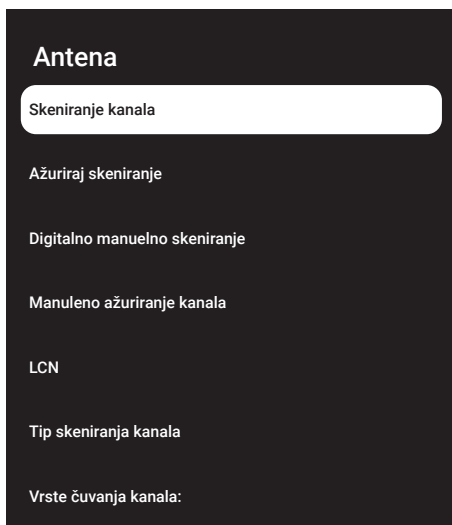 Antena
Skeniranje kanala
Ažuriraj skeniranje
Digitalno manuelno skeniranje
Manuleno ažuriranje kanala
LCN
Tip skeniranja kanala
Vrste čuvanja kanala: